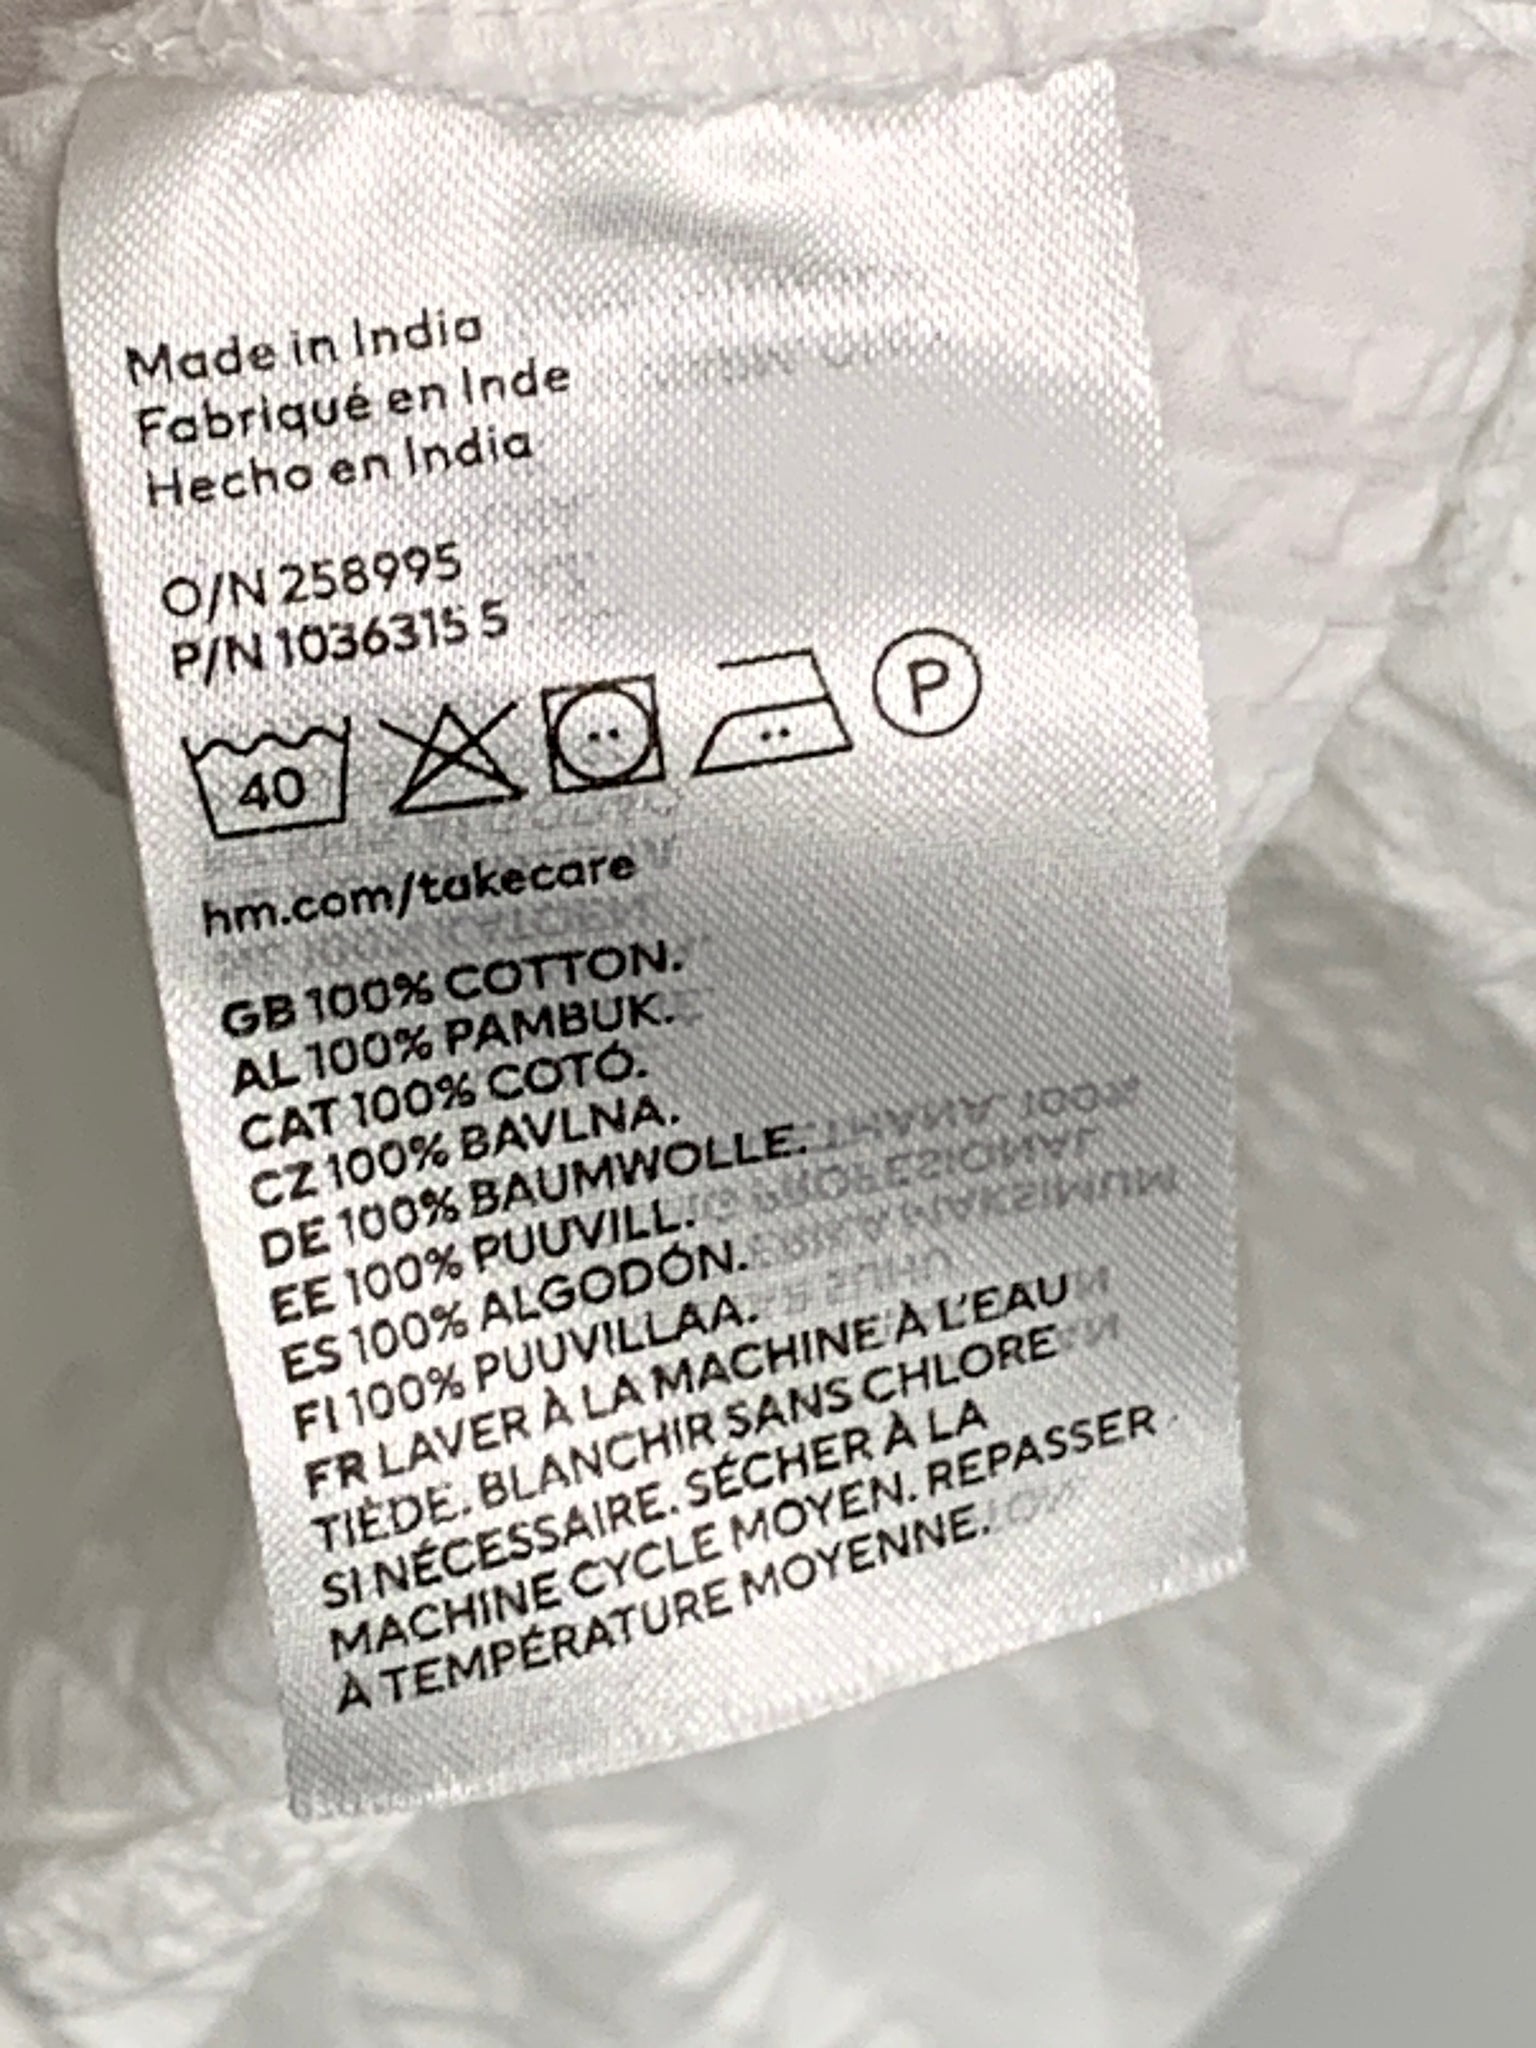 Made in India
Fabriqué en Inde
Hecho en India
O/N 258995
P/N 1036315 5
40
P
hm.com/takecare
GB 100% COTTON.
AL 100% PAMBUK.
CAT 100% COTÓ.
CZ 100% BAVLNA.
DE 100% BAUMWOLLE.
EE 100% PUUVILL.
ES 100% ALGODÓN.
FI 100% PUUVILLAA.
FR LAVER À LA MACHINE À L'EAU
TIÈDE. BLANCHIR SANS CHLORE
SI NÉCESSAIRE. SÉCHER À LA
MACHINE CYCLE MOYEN. REPASSER
À TEMPÉRATURE MOYENNE.